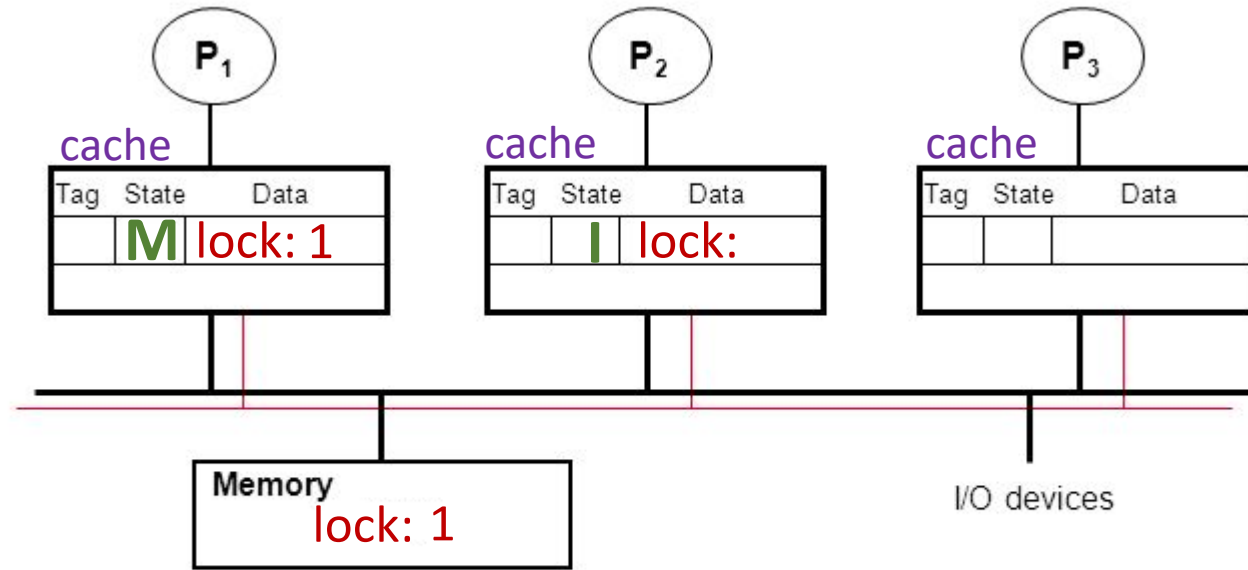 P1 P2 P3
cache cache cache
Tag State Data Tag State Data Tag State Data
M lock: 1 I lock:
Memory
lock: 1
I/O devices